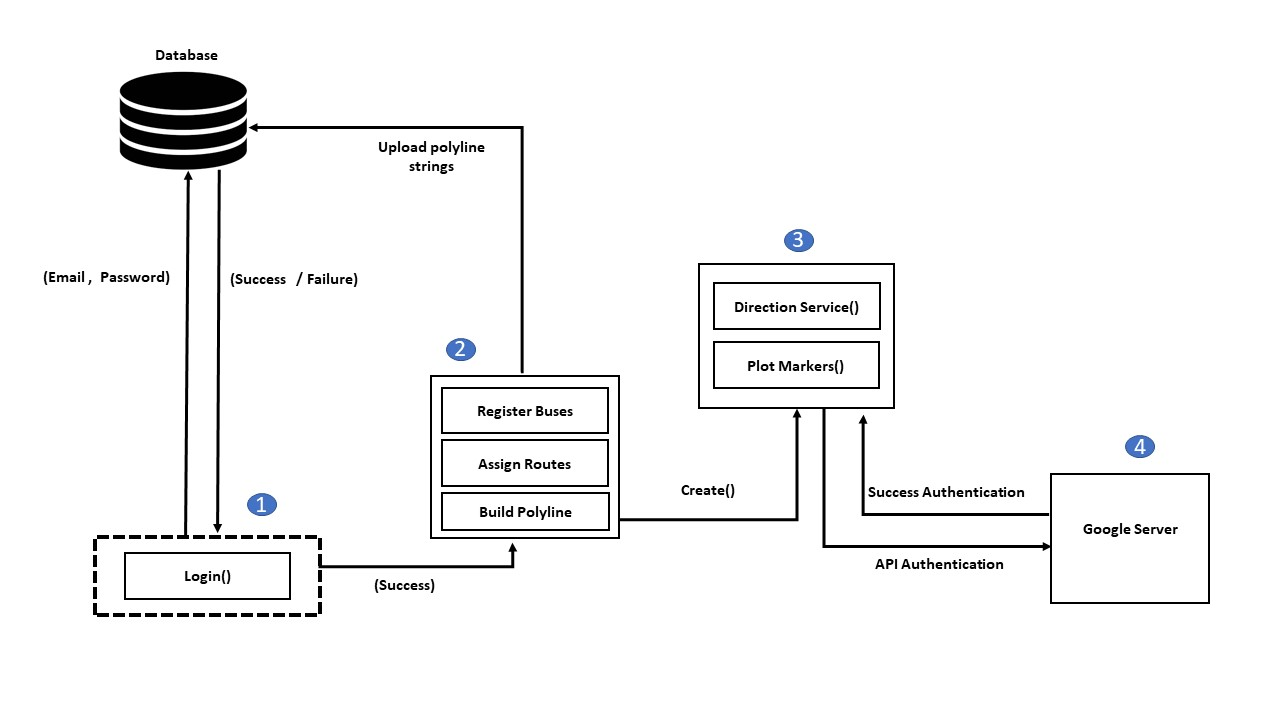 Database
Upload polyline
strings
(Email ,  Password)
(Success  / Failure)
1
Login()
(Success)
2
Register Buses
Assign Routes
Build Polyline
Create()
3
Direction Service()
Plot Markers()
Success Authentication
API Authentication
4
Google Server